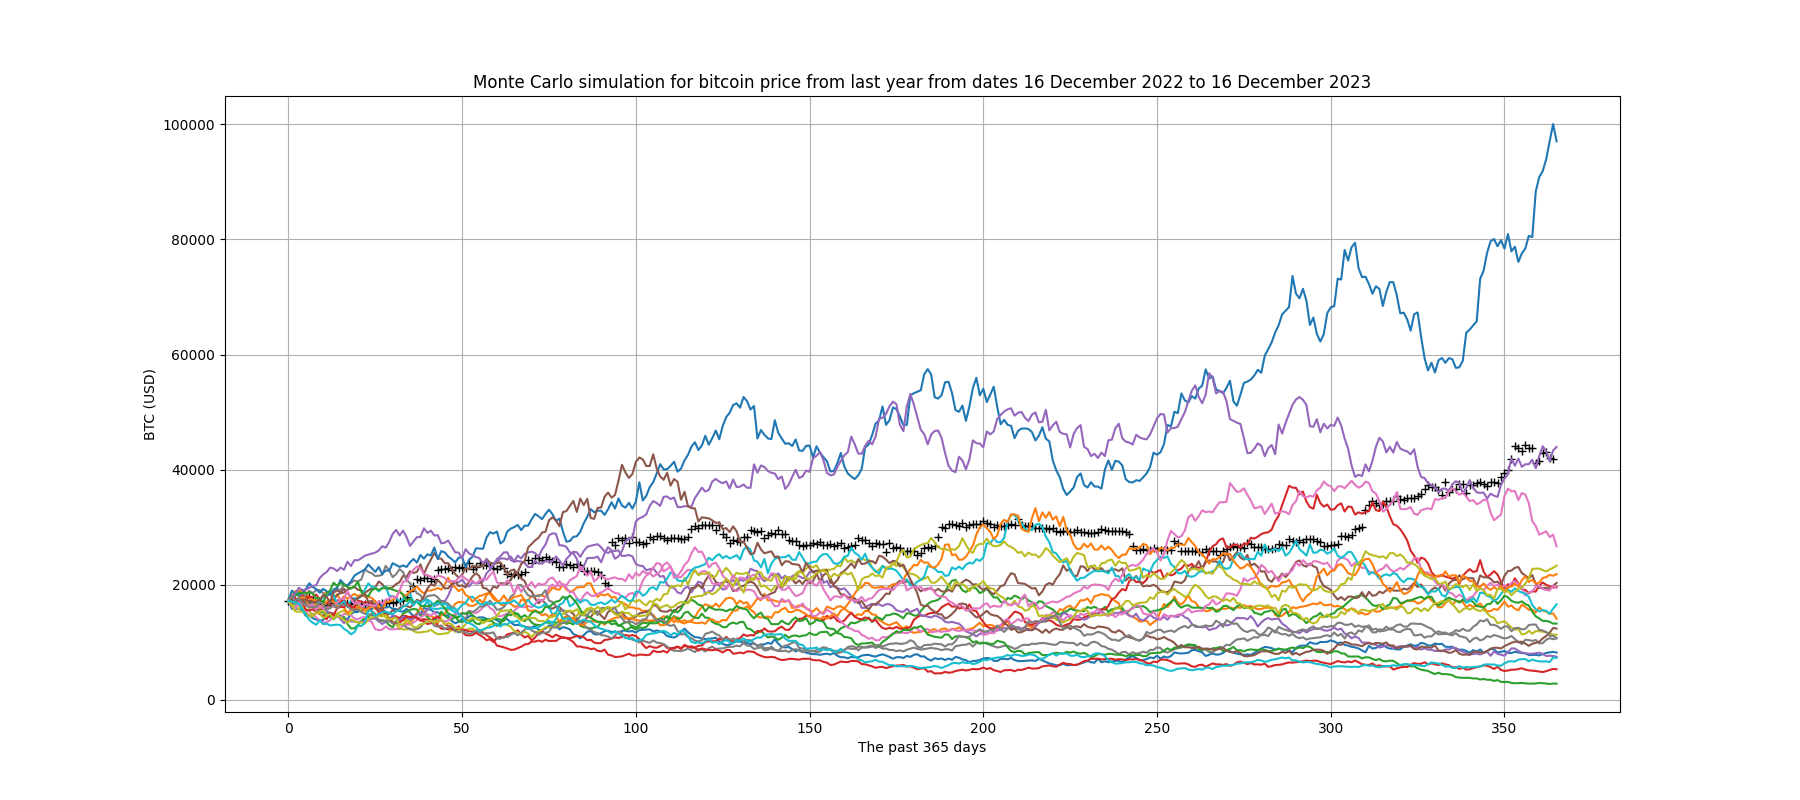 Monte Carlo simulation for bitcoin price from last year from dates 16 December 2022 to 16 December 2023
100000
80000
60000
40000
20000
0
BTC (USD)
0 50 100 150 200 250 300 350
The past 365 days